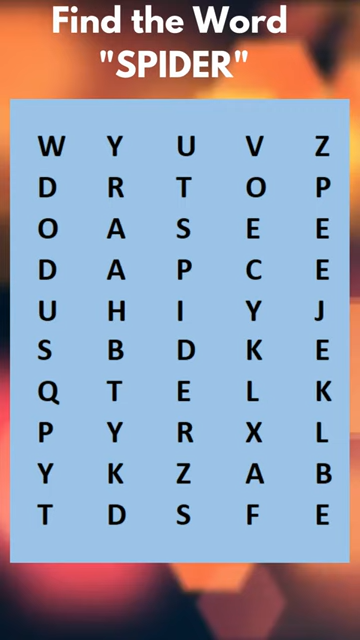 Find the Word
"SPIDER"
W Y U V Z
D R T O P
O A S E E
D A P C E
U H I Y J
S B D K E
Q T E L K
P Y R X L
Y K Z A B
T D S F E